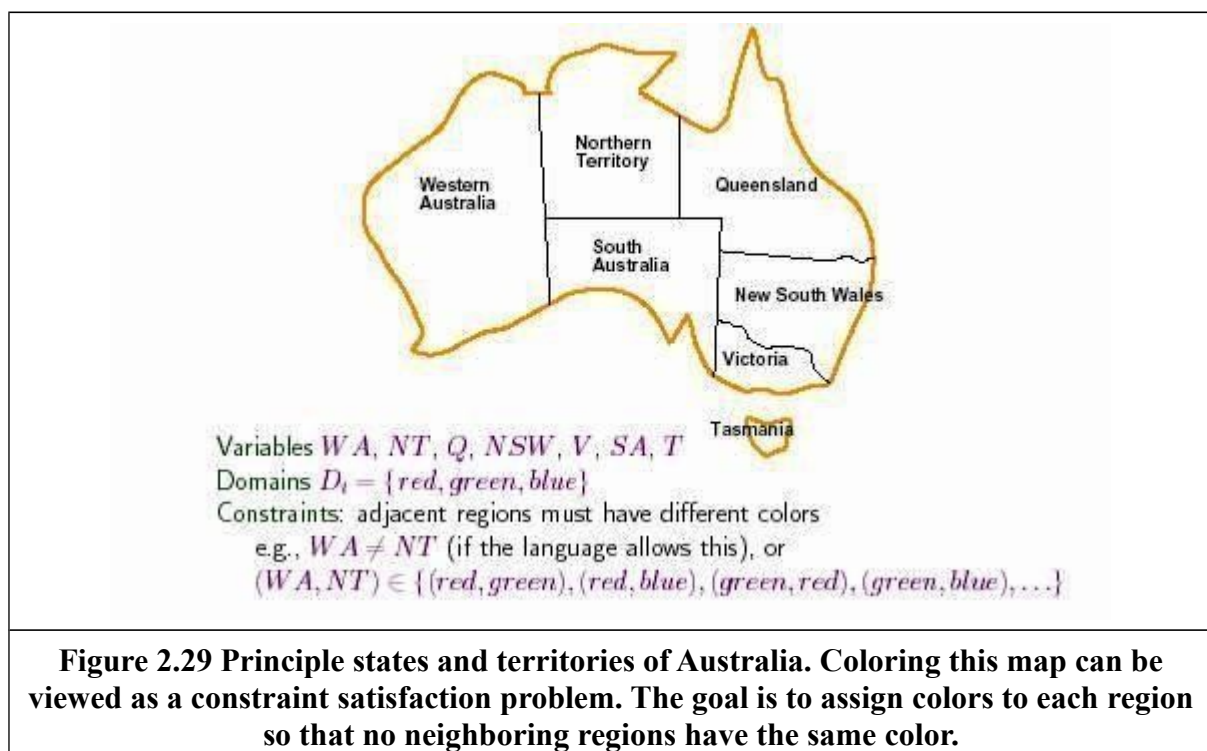 Northern
Territory
Western
Australia
Queensland
South
Australia
New South Wales
Victoria
Tasmania
Variables WA, NT, Q, NSW, V, SA, T
Domains Dᵢ = {red, green, blue}
Constraints: adjacent regions must have different colors
e.g., WA ≠ NT (if the language allows this), or
(WA, NT) ∈ {(red, green), (red, blue), (green, red), (green, blue), ...}
Figure 2.29 Principle states and territories of Australia. Coloring this map can be
viewed as a constraint satisfaction problem. The goal is to assign colors to each region
so that no neighboring regions have the same color.